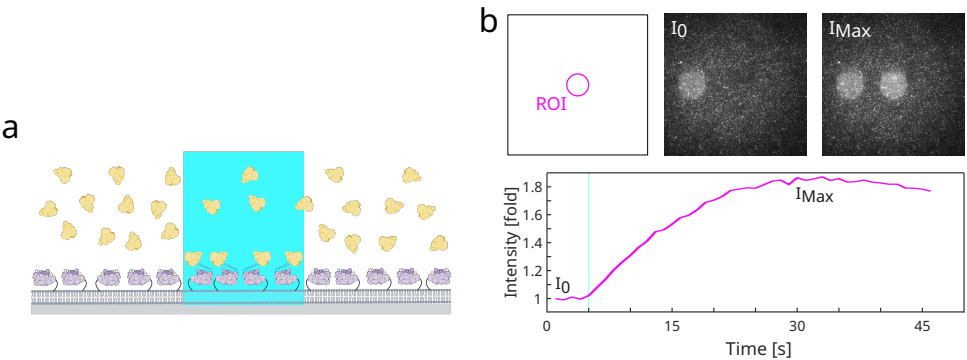 a
b
ROI
I0
IMax
Intensity [fold]
1.8
1.6
1.4
1.2
1
I0
IMax
0
15
30
45
Time [s]